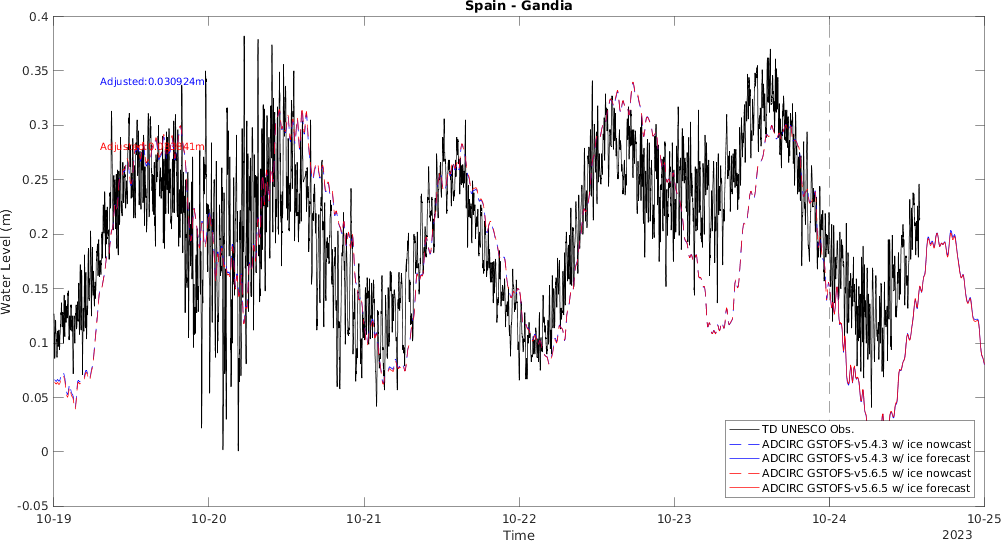 Spain - Gandia
0.4
0.35
0.3
0.25
0.2
0.15
0.1
0.05
0
-0.05
Water Level (m)
Adjusted:0.030924m
10-19
10-20
10-21
10-22
10-23
10-24
10-25
Time
2023
TD UNESCO Obs.
ADCIRC GSTOFS-v5.4.3 w/ ice nowcast
ADCIRC GSTOFS-v5.4.3 w/ ice forecast
ADCIRC GSTOFS-v5.6.5 w/ ice nowcast
ADCIRC GSTOFS-v5.6.5 w/ ice forecast